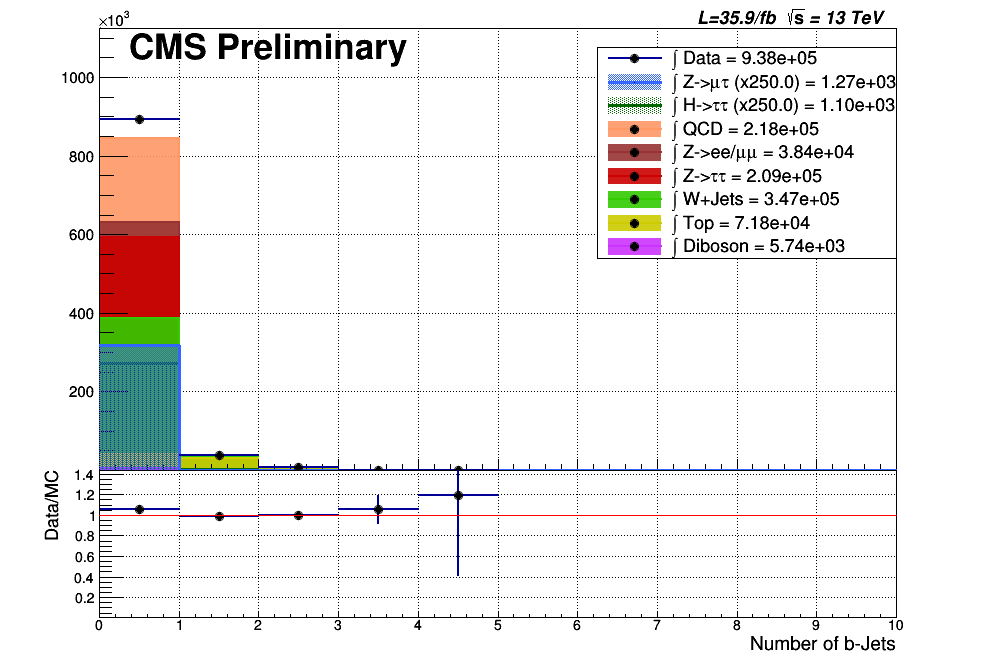 ×10³
L=35.9/fb √s = 13 TeV
CMS Preliminary
∫ Data = 9.38e+05
∫ Z->μτ (x250.0) = 1.27e+03
∫ H->ττ (x250.0) = 1.10e+03
∫ QCD = 2.18e+05
∫ Z->ee/μμ = 3.84e+04
∫ Z->ττ = 2.09e+05
∫ W+Jets = 3.47e+05
∫ Top = 7.18e+04
∫ Diboson = 5.74e+03
1000
800
600
400
200
Data/MC
1.4
1.2
1
0.8
0.6
0.4
0.2
0 1 2 3 4 5 6 7 8 9 10
Number of b-Jets